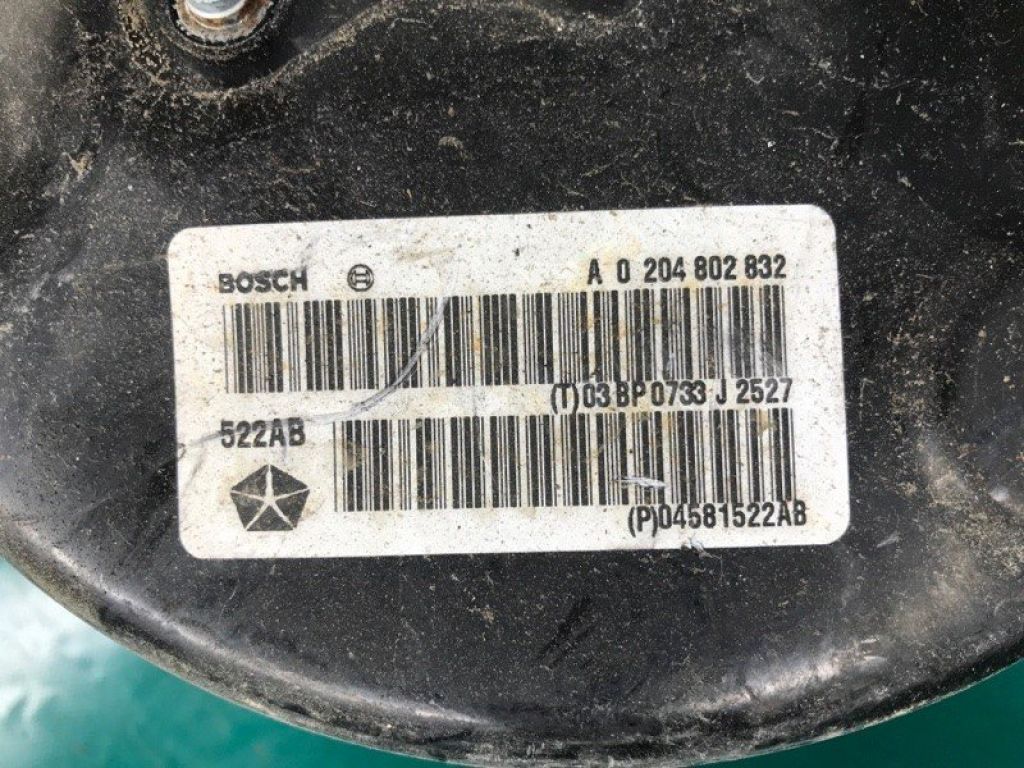 BOSCH A 0 204 802 832
(T)03 BP 0733 J 2527
522AB
(P)04581522AB